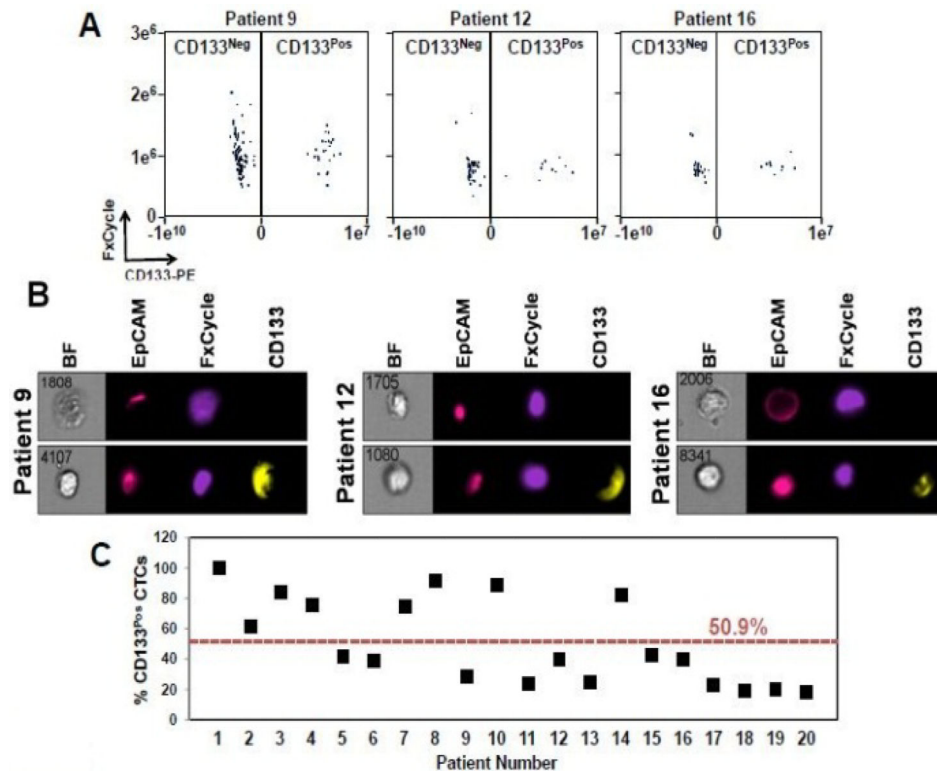 A
Patient 9
Patient 12
Patient 16
CD133Neg CD133Pos
CD133Neg CD133Pos
CD133Neg CD133Pos
3e6
2e6
1e6
0
-1e10 0 1e7
-1e10 0 1e7
-1e10 0 1e7
FxCycle
CD133-PE
B
BF EpCAM FxCycle CD133
BF EpCAM FxCycle CD133
BF EpCAM FxCycle CD133
Patient 9
1808
4107
Patient 12
1705
1080
Patient 16
2006
8341
C
% CD133Pos CTCs
120
100
80
60
40
20
0
50.9%
1 2 3 4 5 6 7 8 9 10 11 12 13 14 15 16 17 18 19 20
Patient Number